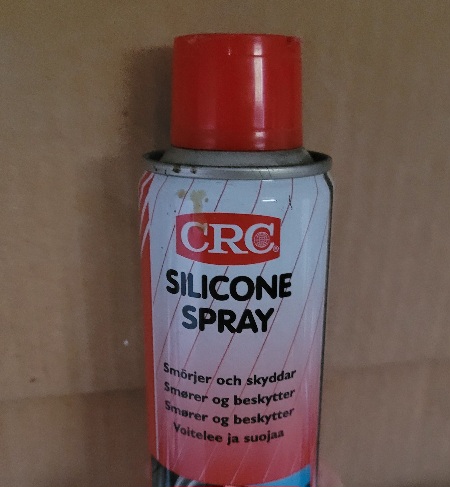 CRC
SILICONE
SPRAY
Smörjer och skyddar
Smører og beskytter
Smører og beskytter
Voitelee ja suojaa